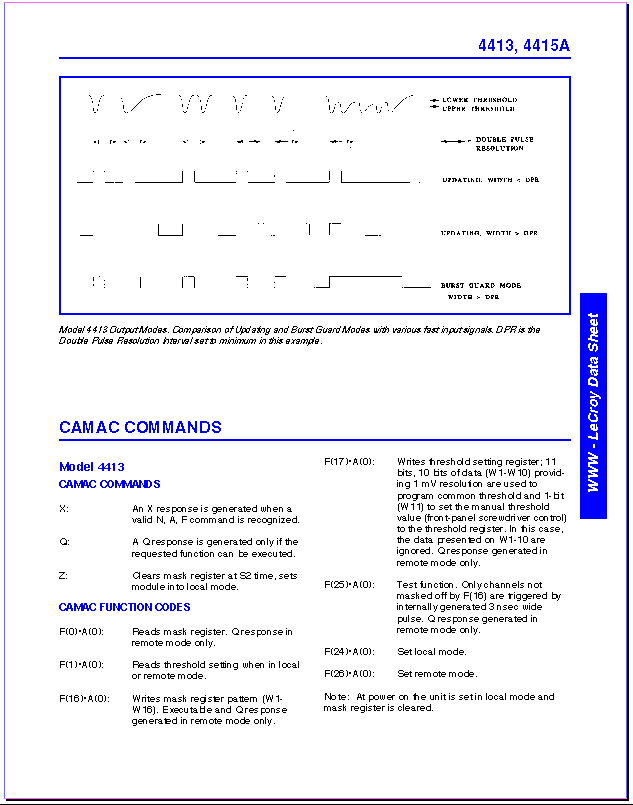 4413, 4415A
LOWER THRESHOLD
UPPER THRESHOLD
DOUBLE PULSE
RESOLUTION
UPDATING, WIDTH < DPR
UPDATING, WIDTH > DPR
BURST GUARD MODE
WIDTH > DPR
Model 4413 Output Modes. Comparison of Updating and Burst Guard Modes with various fast input signals. DPR is the
Double Pulse Resolution Interval set to minimum in this example.
WWW - LeCroy Data Sheet
CAMAC COMMANDS
Model 4413
CAMAC COMMANDS
X: An X response is generated when a
valid N, A, F command is recognized.
Q: A Q response is generated only if the
requested function can be executed.
Z: Clears mask register at S2 time, sets
module into local mode.
CAMAC FUNCTION CODES
F(0)•A(0): Reads mask register. Q response in
remote mode only.
F(1)•A(0): Reads threshold setting when in local
or remote mode.
F(16)•A(0): Writes mask register pattern (W1-
W16). Executable and Q response
generated in remote mode only.
F(17)•A(0): Writes threshold setting register; 11
bits, 10 bits of data (W1-W10) provid-
ing 1 mV resolution are used to
program common threshold and 1-bit
(W11) to set the manual threshold
value (front-panel screwdriver control)
to the threshold register. In this case,
the data presented on W1-10 are
ignored. Q response generated in
remote mode only.
F(25)•A(0): Test function. Only channels not
masked off by F(16) are triggered by
internally generated 3 nsec wide
pulse. Q response generated in
remote mode only.
F(24)•A(0): Set local mode.
F(26)•A(0): Set remote mode.
Note: At power on the unit is set in local mode and
mask register is cleared.